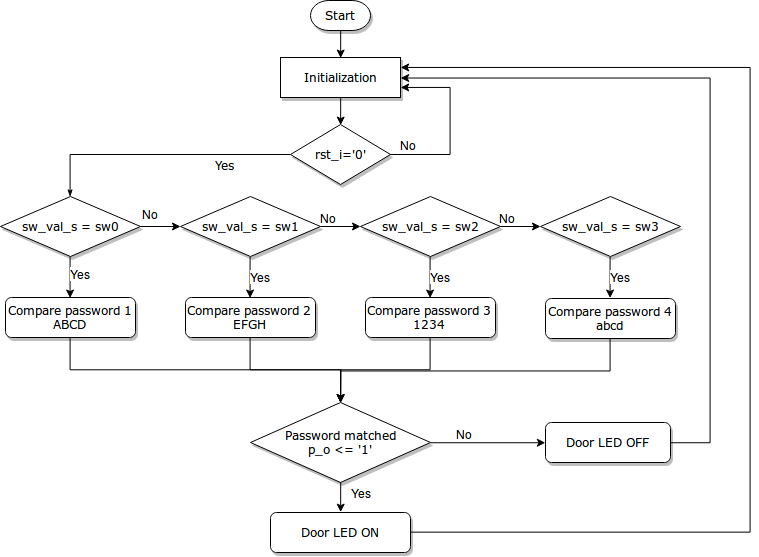 Start
Initialization
rst_i='0'
No
Yes
sw_val_s = sw0
No
sw_val_s = sw1
No
sw_val_s = sw2
No
sw_val_s = sw3
Yes
Yes
Yes
Yes
Compare password 1
ABCD
Compare password 2
EFGH
Compare password 3
1234
Compare password 4
abcd
Password matched
p_o <= '1'
No
Door LED OFF
Yes
Door LED ON